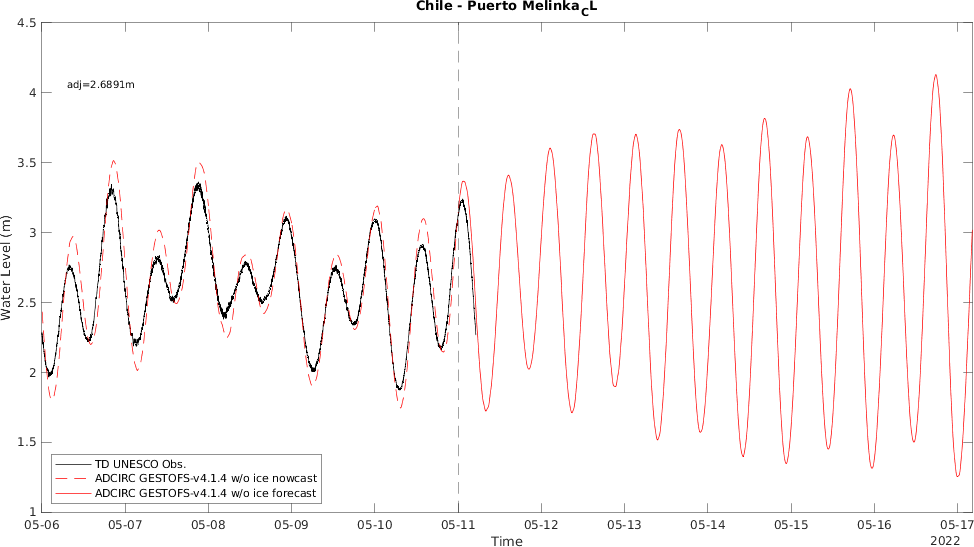 Chile - Puerto Melinka_CL
4.5
4
3.5
3
2.5
2
1.5
1
Water Level (m)
adj=2.6891m
TD UNESCO Obs.
ADCIRC GESTOFS-v4.1.4 w/o ice nowcast
ADCIRC GESTOFS-v4.1.4 w/o ice forecast
05-06 05-07 05-08 05-09 05-10 05-11 05-12 05-13 05-14 05-15 05-16 05-17
Time
2022